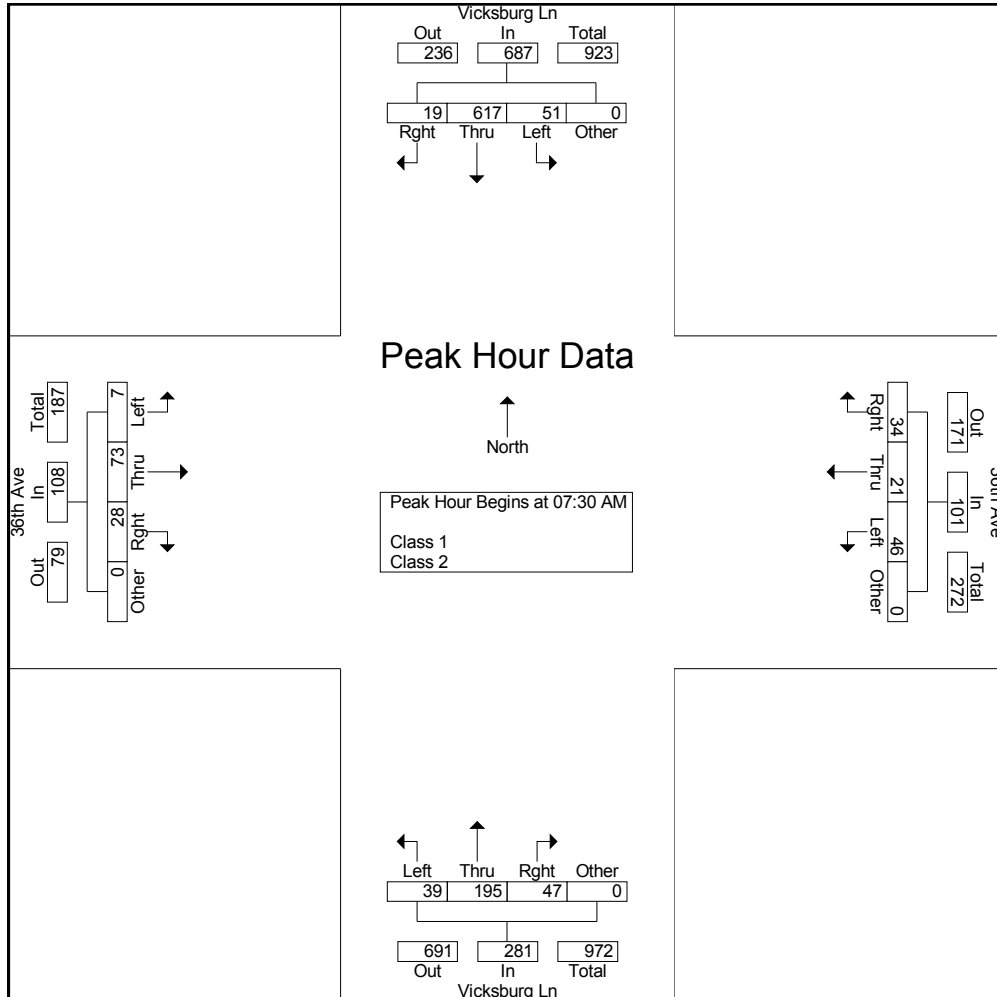 Vicksburg Ln
Out In Total
236 687 923
19 617 51 0
Rght Thru Left Other
Peak Hour Data
North
Peak Hour Begins at 07:30 AM
Class 1
Class 2
36th Ave
Total In Out
187 108 79
7 73 28 0
Left Thru Rght Other
Rght Thru Left Other
34 21 46 0
Out In Total
171 101 272
36th Ave
Left Thru Rght Other
39 195 47 0
691 281 972
Out In Total
Vicksburg Ln